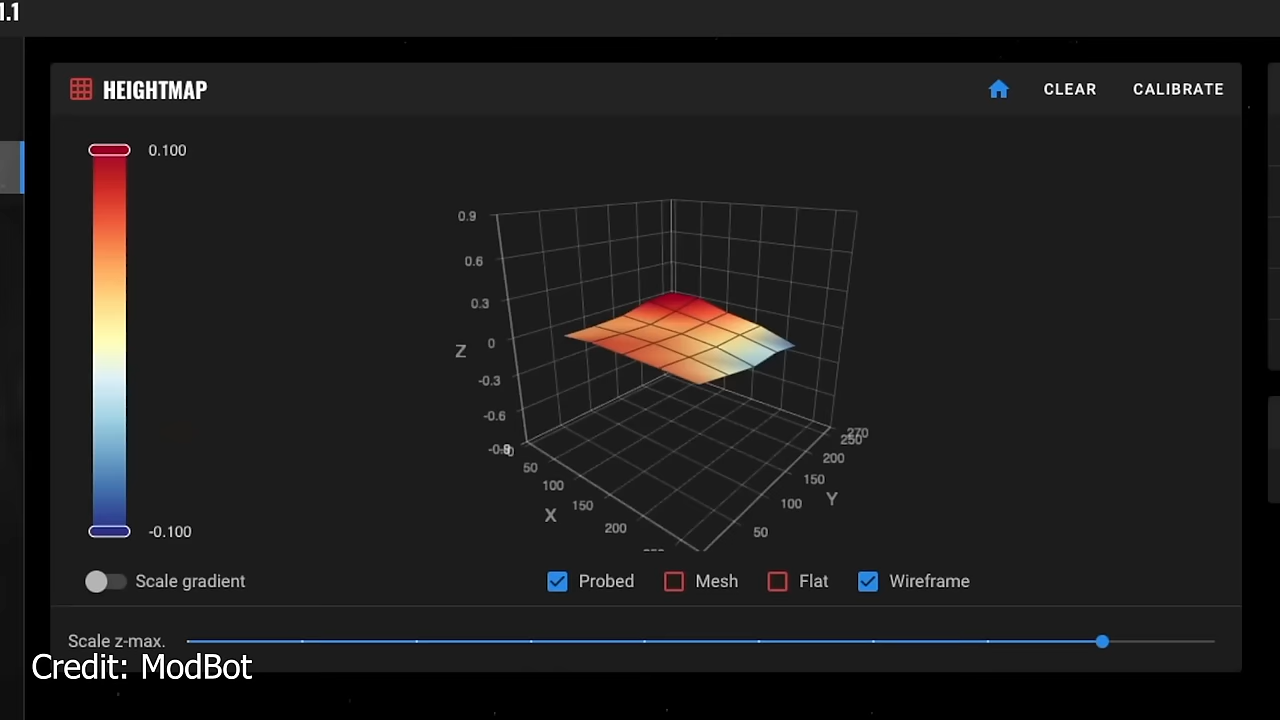 1.1
HEIGHTMAP
CLEAR CALIBRATE
0.100
-0.100
0.9
0.6
0.3
Z 0
-0.3
-0.6
50
100
150
200
X
50
100
150
200
250
270
Y
Scale gradient
Probed Mesh Flat Wireframe
Scale z-max.
Credit: ModBot